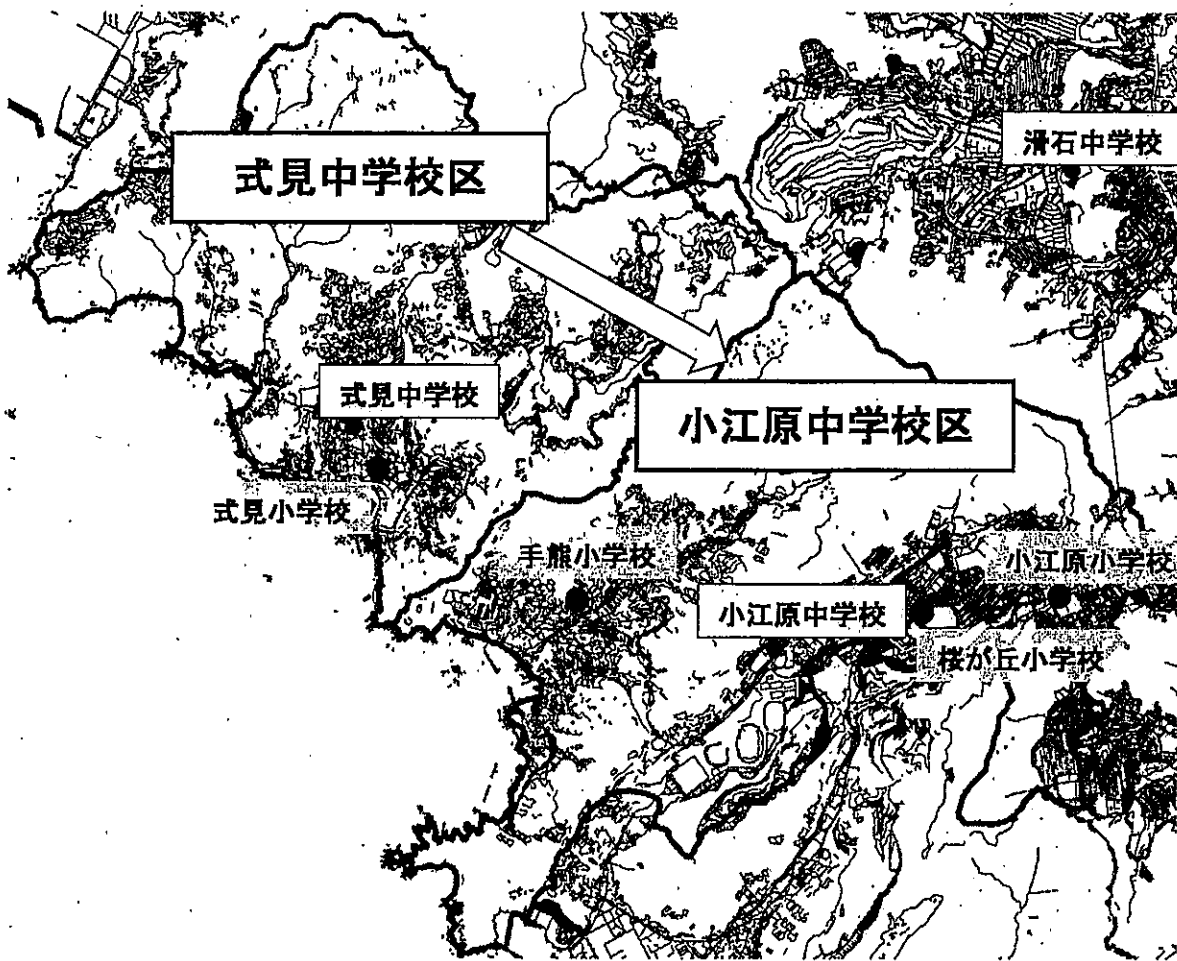 滑石中学校
式見中学校区
式見中学校
小江原中学校区
式見小学校
手熊小学校
小江原小学校
小江原中学校
桜が丘小学校